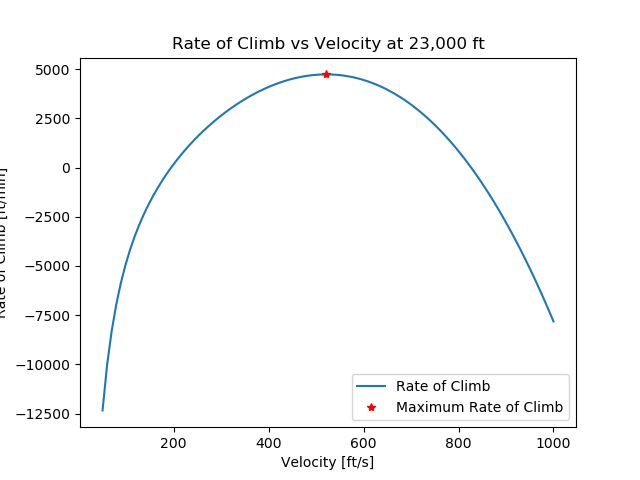 Rate of Climb vs Velocity at 23,000 ft
Rate of Climb [ft/min]
5000
2500
0
−2500
−5000
−7500
−10000
−12500
200
400
600
800
1000
Velocity [ft/s]
Rate of Climb
Maximum Rate of Climb